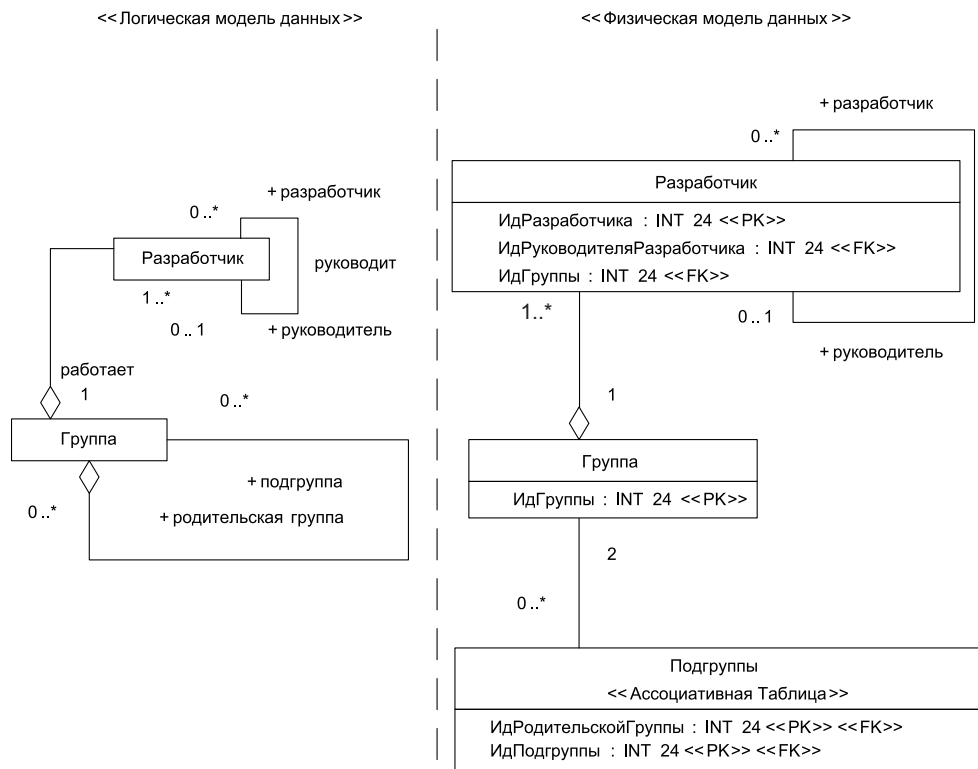 <<Логическая модель данных>>
+ разработчик
0..*
Разработчик
руководит
1..*
0..1
+ руководитель
работает
1
0..*
Группа
+ подгруппа
0..*
+ родительская группа
<<Физическая модель данных>>
+ разработчик
0..*
Разработчик
ИдРазработчика : INT 24 <<PK>>
ИдРуководителяРазработчика : INT 24 <<FK>>
ИдГруппы : INT 24 <<FK>>
1..*
0..1
+ руководитель
1
Группа
ИдГруппы : INT 24 <<PK>>
2
0..*
Подгруппы
<<Ассоциативная Таблица>>
ИдРодительскойГруппы : INT 24 <<PK>> <<FK>>
ИдПодгруппы : INT 24 <<PK>> <<FK>>